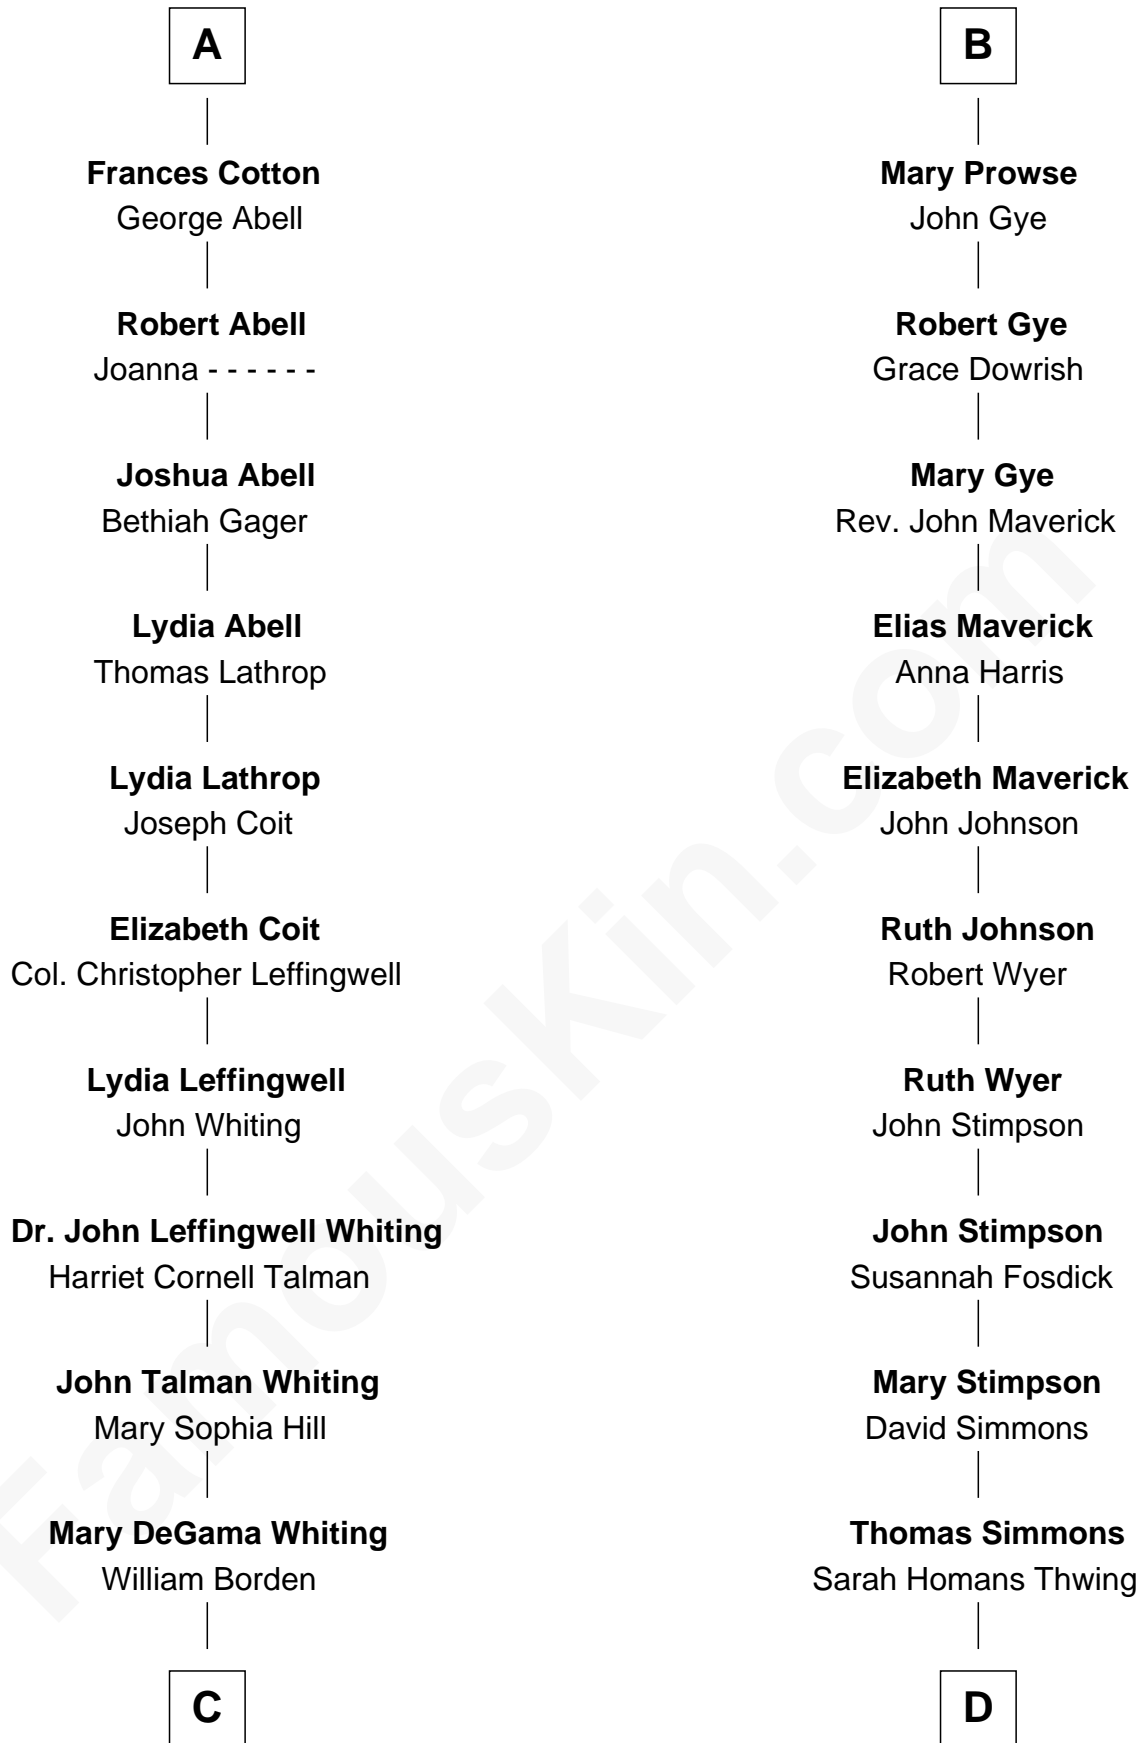 A
Frances Cotton
George Abell
Robert Abell
Joanna - - - - - -
Joshua Abell
Bethiah Gager
Lydia Abell
Thomas Lathrop
Lydia Lathrop
Joseph Coit
Elizabeth Coit
Col. Christopher Leffingwell
Lydia Leffingwell
John Whiting
Dr. John Leffingwell Whiting
Harriet Cornell Talman
John Talman Whiting
Mary Sophia Hill
Mary DeGama Whiting
William Borden
C
B
Mary Prowse
John Gye
Robert Gye
Grace Dowrish
Mary Gye
Rev. John Maverick
Elias Maverick
Anna Harris
Elizabeth Maverick
John Johnson
Ruth Johnson
Robert Wyer
Ruth Wyer
John Stimpson
John Stimpson
Susannah Fosdick
Mary Stimpson
David Simmons
Thomas Simmons
Sarah Homans Thwing
D
FamousKin.com